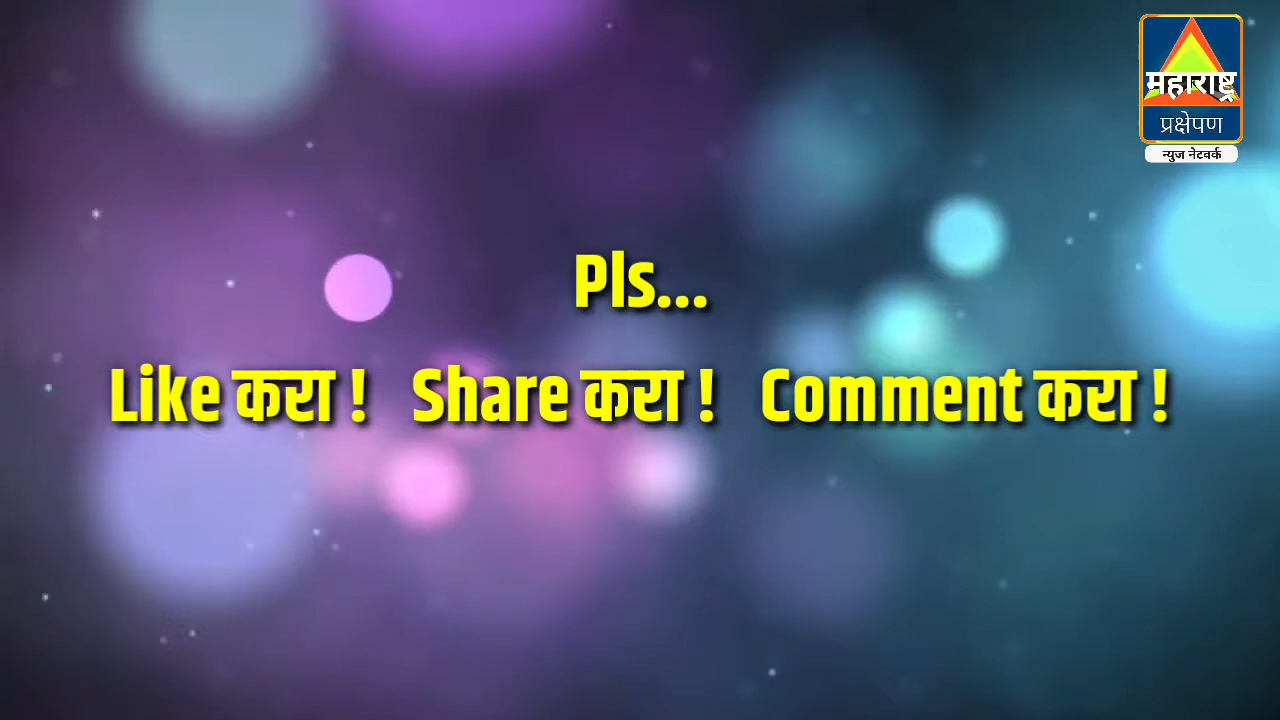 महाराष्ट्र
प्रक्षेपण
न्युज नेटवर्क
Pls...
Like करा ! Share करा ! Comment करा !